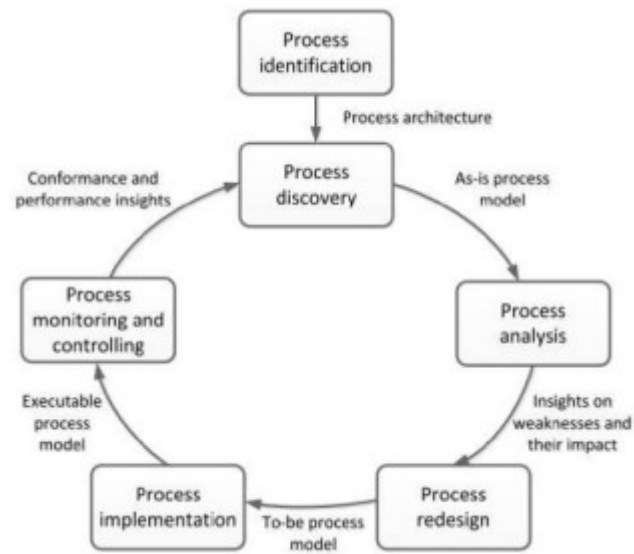 Process
identification
Process architecture
Process
discovery
Conformance and
performance insights
As-is process
model
Process
monitoring and
controlling
Process
analysis
Executable
process
model
Insights on
weaknesses and
their impact
Process
implementation
To-be process
model
Process
redesign